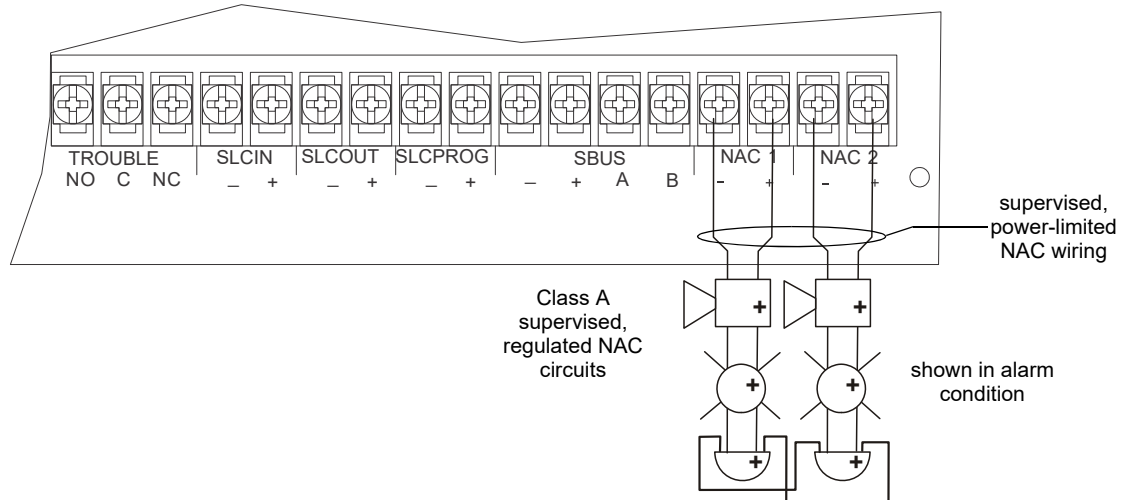 TROUBLE SLCIN SLCOUT SLCPROG SBUS NAC 1 NAC 2
NO C NC – + – + – + – + A B - + - +
supervised,
power-limited
NAC wiring
Class A
supervised,
regulated NAC
circuits
+ +
shown in alarm
condition
+ +
+ +